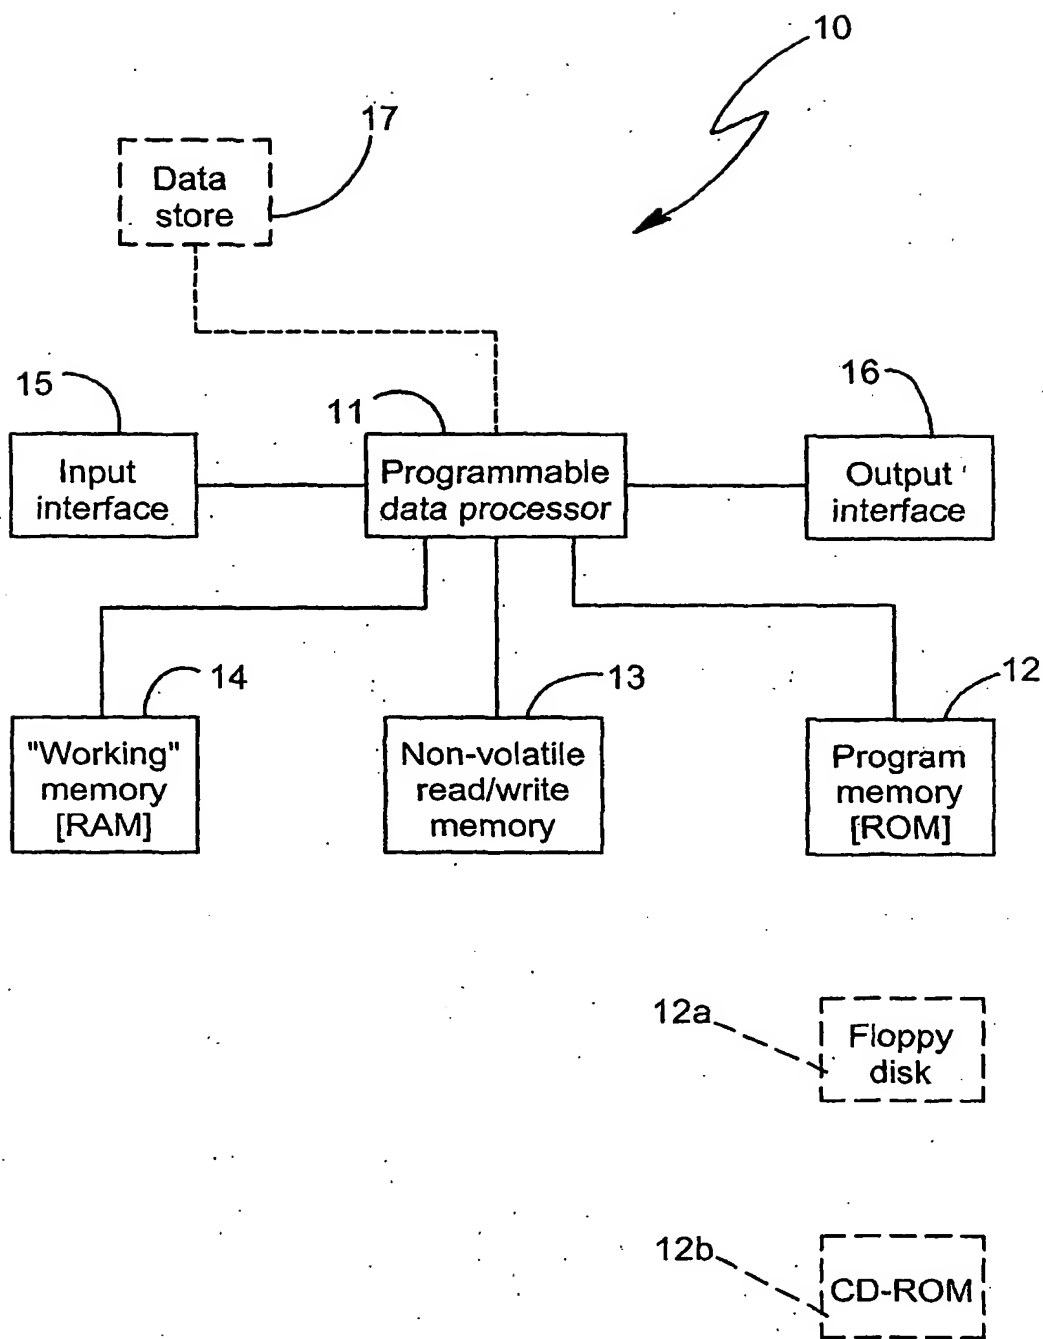 10
17
Data
store
15
11
16
Input
interface
Programmable
data processor
Output
interface
14
13
12
"Working"
memory
[RAM]
Non-volatile
read/write
memory
Program
memory
[ROM]
12a
Floppy
disk
12b
CD-ROM